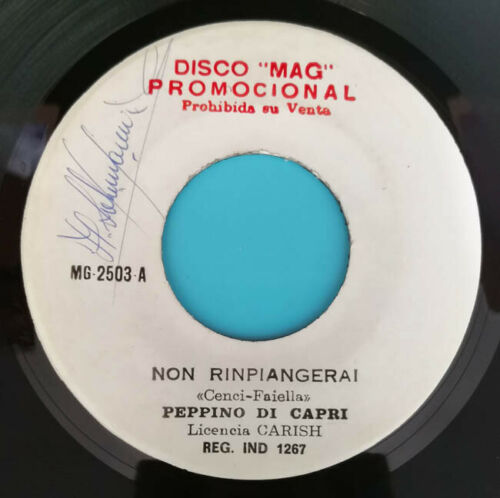 DISCO "MAG"
PROMOCIONAL
Prohibida su Venta
MG-2503-A
NON RINPIANGERAI
«Cenci-Faiella»
PEPPINO DI CAPRI
Licencia CARISH
REG. IND 1267